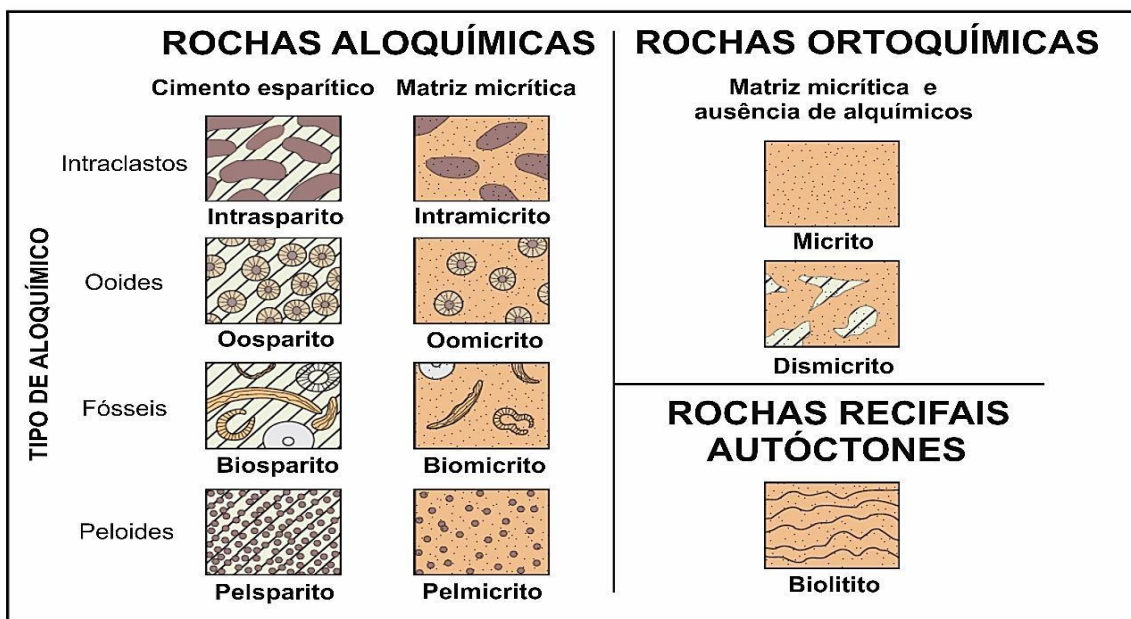 ROCHAS ALOQUÍMICAS
Cimento esparítico
Matriz micrítica
TIPO DE ALOQUÍMICO
Intraclastos
Intrasparito
Intramicrito
Ooides
Oosparito
Oomicrito
Fósseis
Biosparito
Biomicrito
Peloides
Pelsparito
Pelmicrito
ROCHAS ORTOQUÍMICAS
Matriz micrítica e
ausência de alquímicos
Micrito
Dismicrito
ROCHAS RECIFAIS
AUTÓCTONES
Biolitito